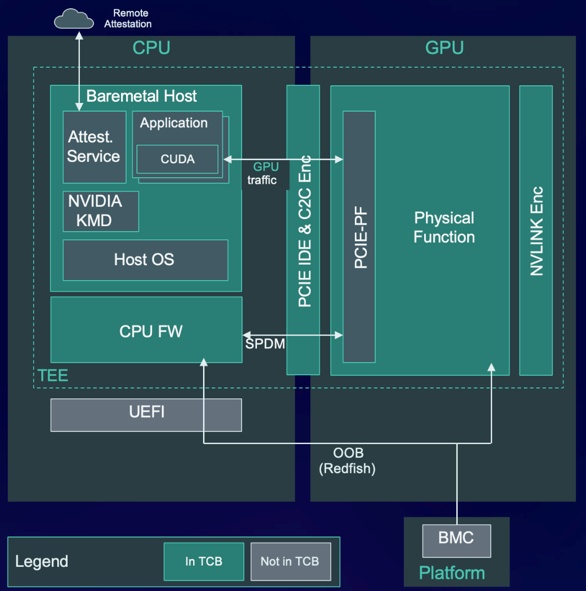 Remote
Attestation
CPU
GPU
Baremetal Host
Attest.
Service
Application
CUDA
GPU
traffic
NVIDIA
KMD
Host OS
PCIE IDE & C2C Enc
PCIE-PF
Physical
Function
NVLINK Enc
CPU FW
SPDM
TEE
UEFI
OOB
(Redfish)
BMC
Platform
Legend
In TCB
Not in TCB